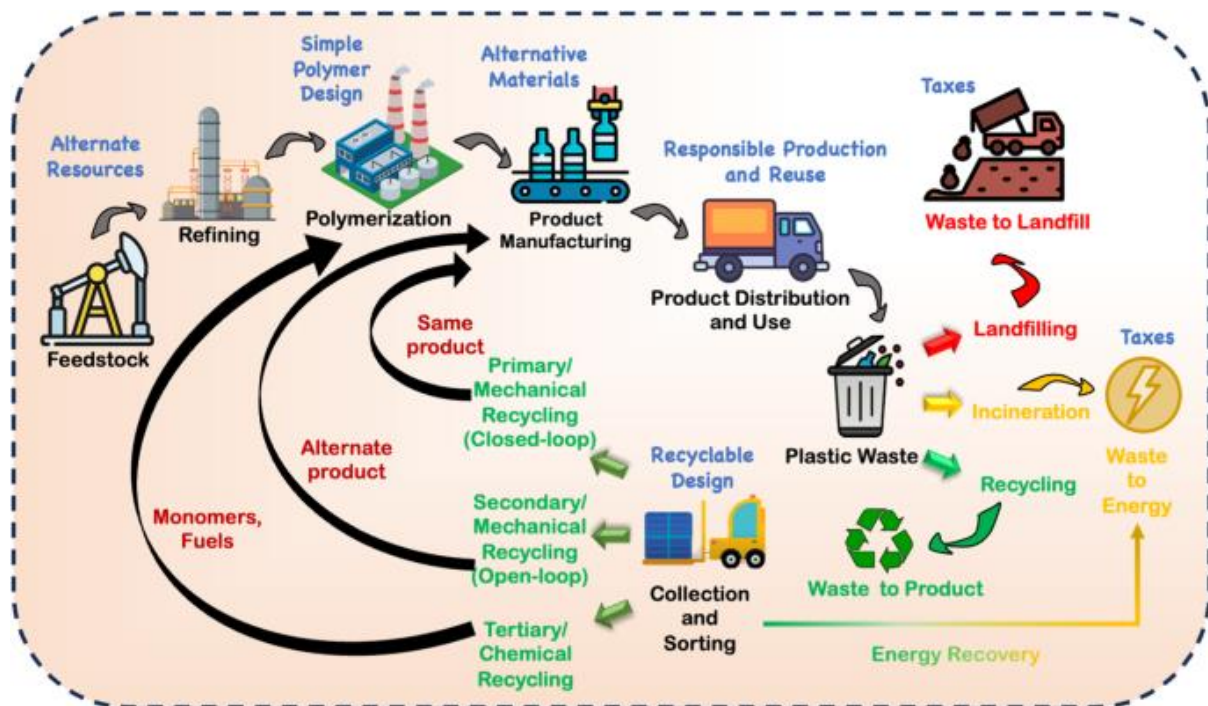 Simple
Polymer
Design
Alternative
Materials
Taxes
Alternate
Resources
Responsible Production
and Reuse
Refining
Polymerization
Product
Manufacturing
Waste to Landfill
Feedstock
Product Distribution
and Use
Landfilling
Taxes
Same
product
Primary/
Mechanical
Recycling
(Closed-loop)
Incineration
Plastic Waste
Waste
to
Energy
Alternate
product
Recyclable
Design
Recycling
Monomers,
Fuels
Secondary/
Mechanical
Recycling
(Open-loop)
Waste to Product
Collection
and
Sorting
Tertiary/
Chemical
Recycling
Energy Recovery